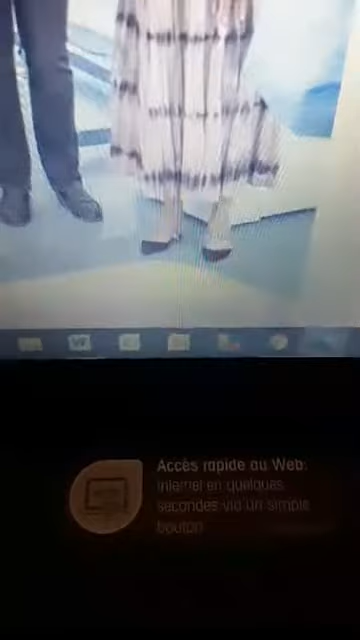 Accès rapide au Web:
Internet en quelques
secondes via un simple
bouton